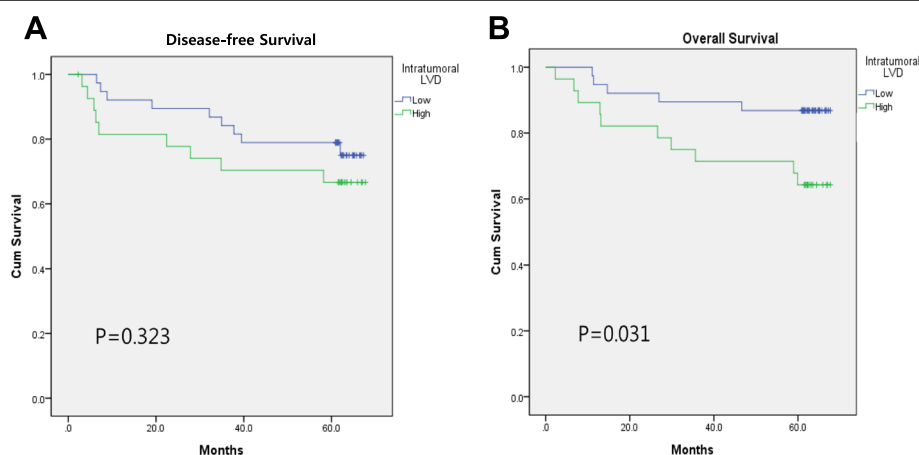 A
Disease-free Survival
Intratumoral
LVD
Low
High
1.0
0.8
0.6
0.4
0.2
0.0
Cum Survival
P=0.323
.0 20.0 40.0 60.0
Months
B
Overall Survival
Intratumoral
LVD
Low
High
1.0
0.8
0.6
0.4
0.2
0.0
Cum Survival
P=0.031
.0 20.0 40.0 60.0
Months